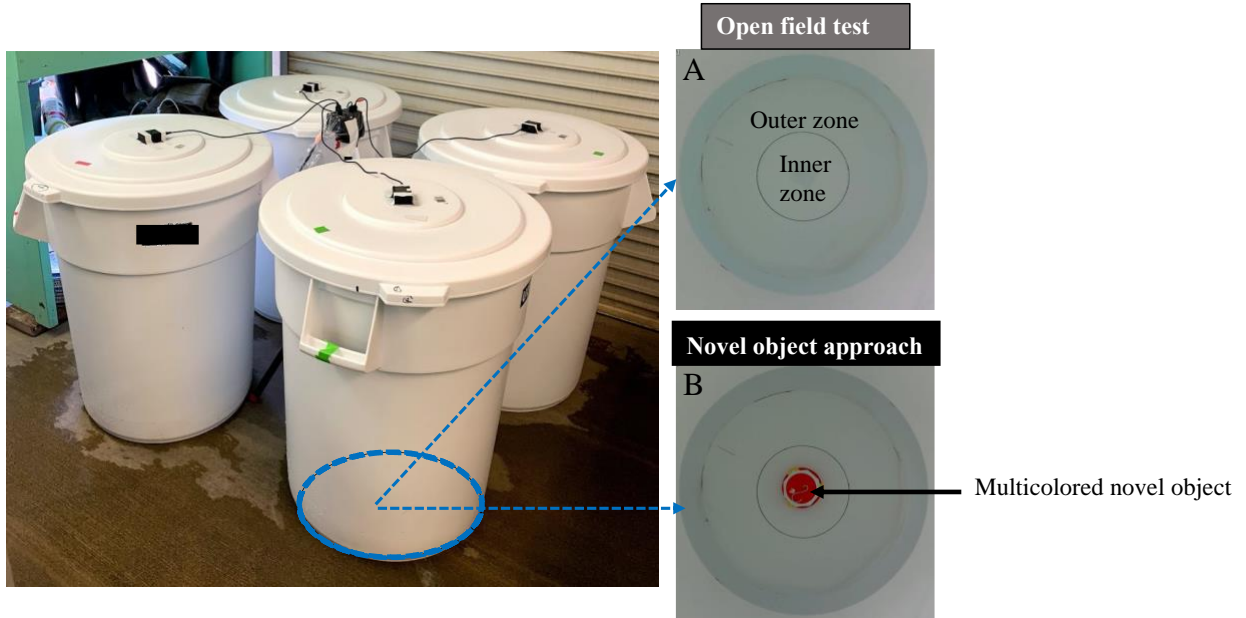 Open field test
A
Outer zone
Inner
zone
Novel object approach
B
Multicolored novel object